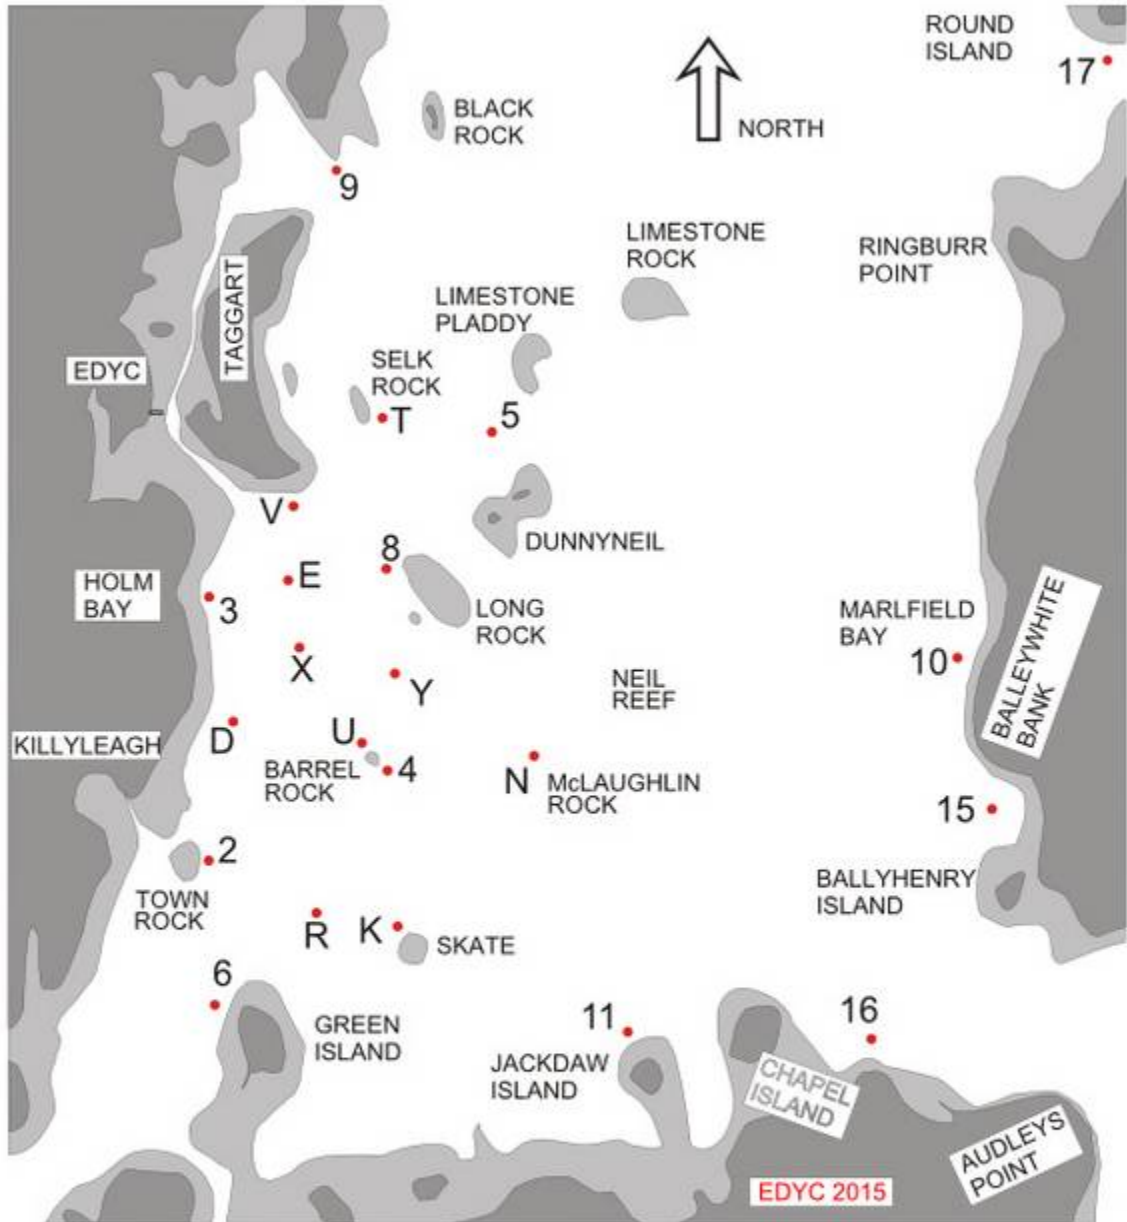 ROUND
ISLAND
17
BLACK
ROCK
NORTH
9
LIMESTONE
ROCK
RINGBURR
POINT
TAGGART
LIMESTONE
PLADDY
EDYC
SELK
ROCK
T
5
V
8
DUNNYNEIL
E
HOLM
BAY
3
LONG
ROCK
MARLFIELD
BAY
10
BALLEYWHITE
BANK
X
Y
NEIL
REEF
D
U
KILLYLEAGH
BARREL
ROCK
4
N
McLAUGHLIN
ROCK
15
2
TOWN
ROCK
BALLYHENRY
ISLAND
R
K
SKATE
6
GREEN
ISLAND
11
16
JACKDAW
ISLAND
CHAPEL
ISLAND
AUDLEYS
POINT
EDYC 2015